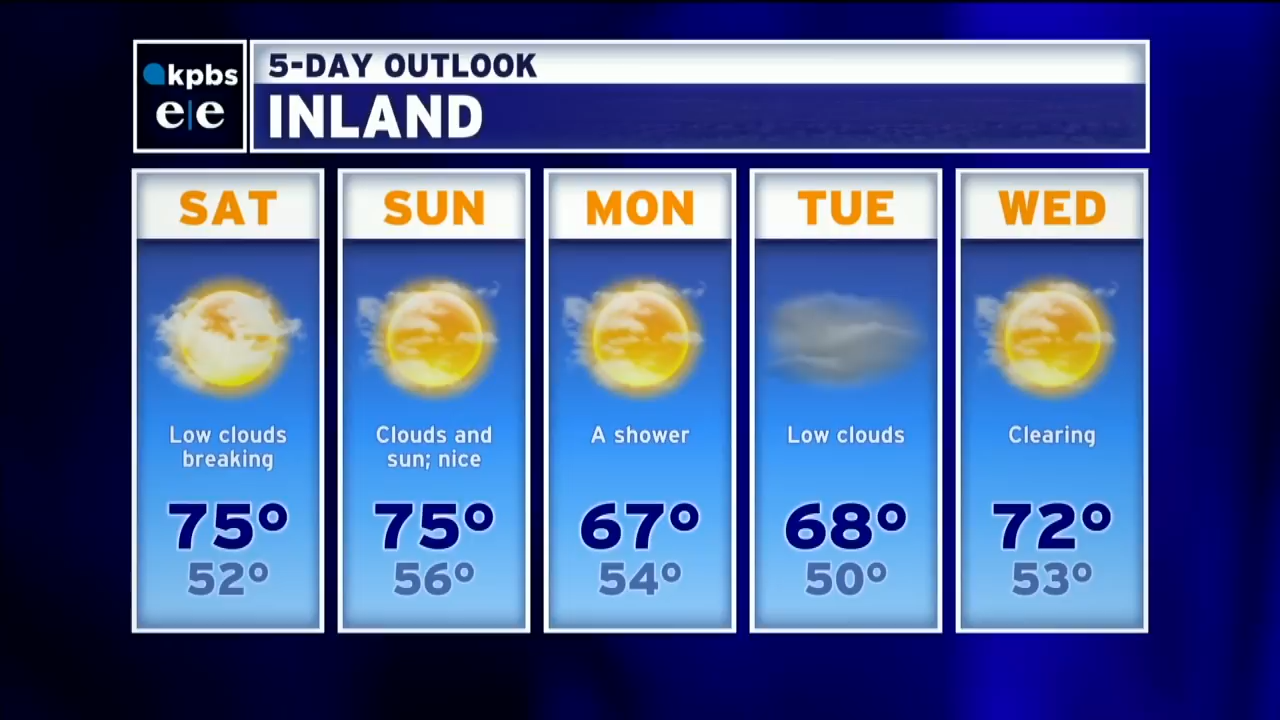 kpbs
e|e
5-DAY OUTLOOK
INLAND
SAT
Low clouds
breaking
75°
52°
SUN
Clouds and
sun; nice
75°
56°
MON
A shower
67°
54°
TUE
Low clouds
68°
50°
WED
Clearing
72°
53°